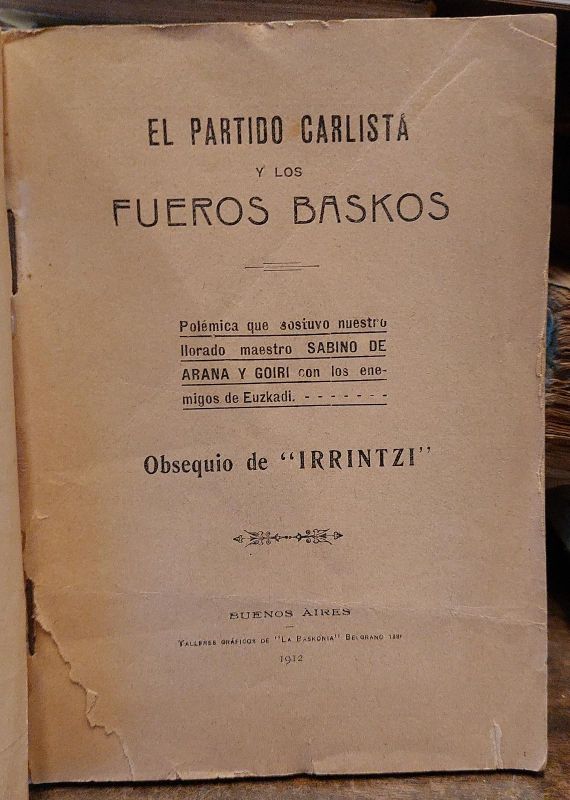 EL PARTIDO CARLISTA
Y LOS
FUEROS BASKOS
Polémica que sostuvo nuestro
llorado maestro SABINO DE
ARANA Y GOIRI con los ene-
migos de Euzkadi. - - - - - - -
Obsequio de "IRRINTZI"
BUENOS AIRES
TALLERES GRÁFICOS DE "LA BASKONIA" BELGRANO
1912